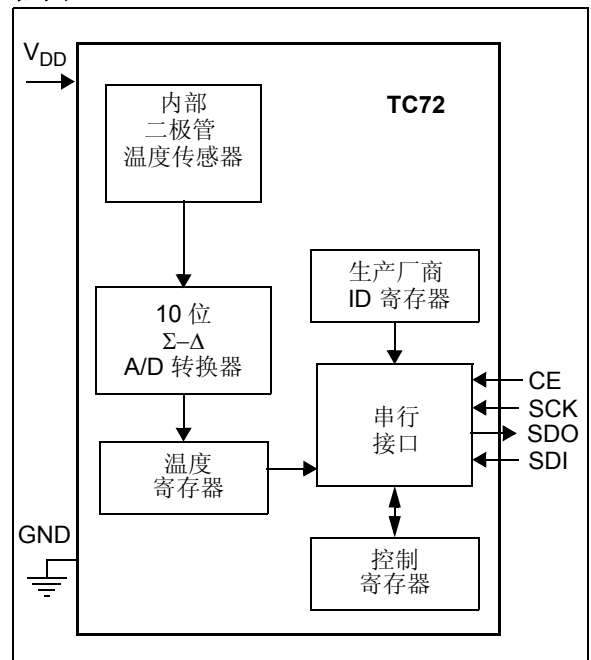 V_DD
TC72
内部
二极管
温度传感器
生产厂商
ID 寄存器
10 位
Σ–Δ
A/D 转换器
CE
SCK
串行
接口
SDO
SDI
温度
寄存器
GND
控制
寄存器